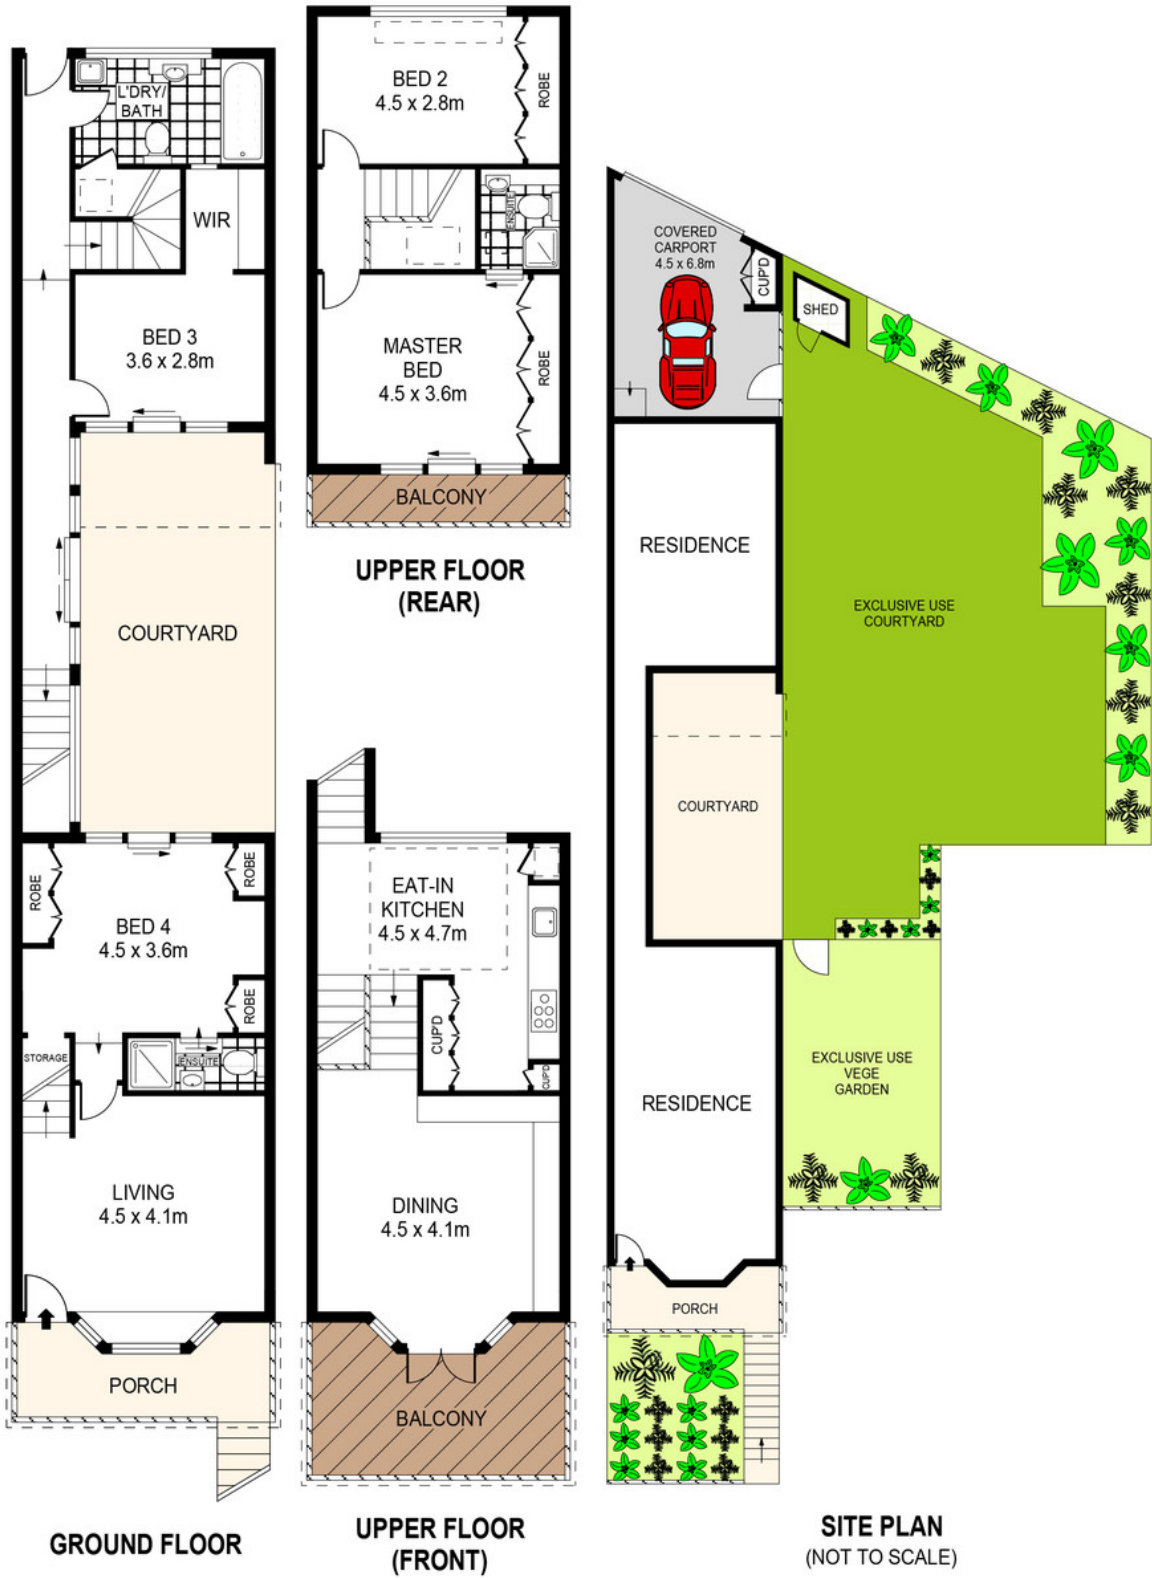 L'DRY/
BATH
WIR
BED 3
3.6 x 2.8m
COURTYARD
ROBE
ROBE
BED 4
4.5 x 3.6m
ROBE
STORAGE
ENSUITE
LIVING
4.5 x 4.1m
PORCH
GROUND FLOOR
BED 2
4.5 x 2.8m
ROBE
ENSUITE
MASTER
BED
4.5 x 3.6m
ROBE
BALCONY
UPPER FLOOR
(REAR)
EAT-IN
KITCHEN
4.5 x 4.7m
CUP'D
CUP'D
DINING
4.5 x 4.1m
BALCONY
UPPER FLOOR
(FRONT)
COVERED
CARPORT
4.5 x 6.8m
CUP'D
SHED
RESIDENCE
EXCLUSIVE USE
COURTYARD
COURTYARD
EXCLUSIVE USE
VEGE
GARDEN
RESIDENCE
PORCH
SITE PLAN
(NOT TO SCALE)